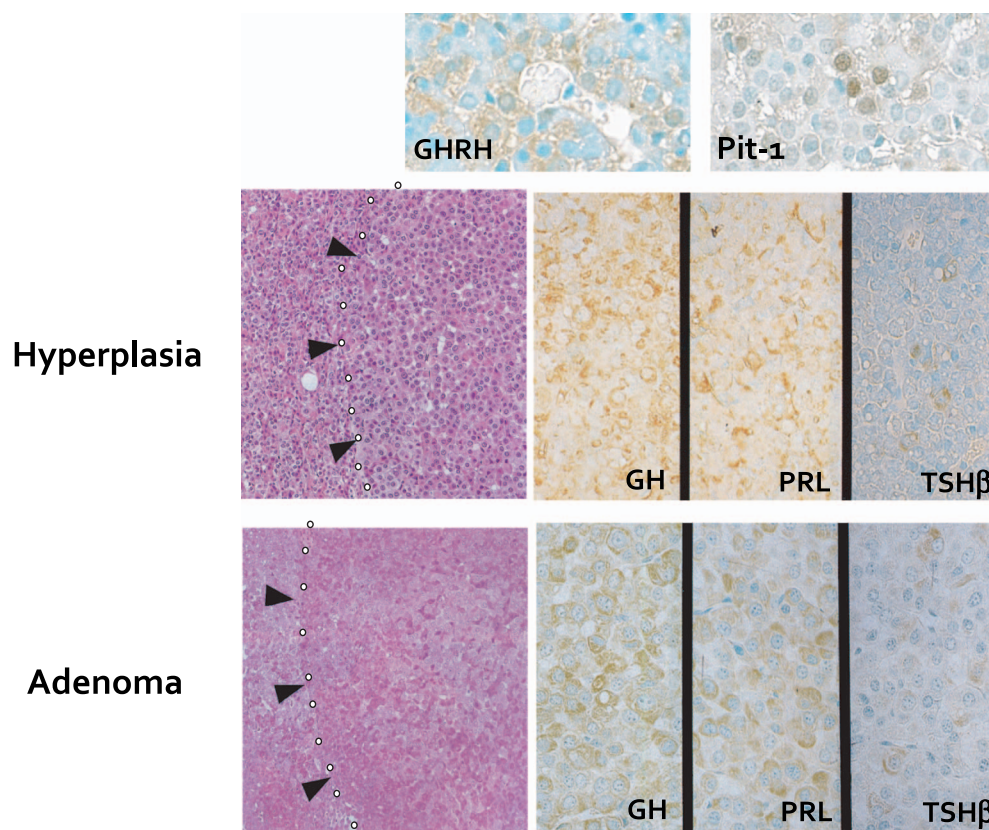 GHRH
Pit-1
Hyperplasia
GH
PRL
TSHβ
Adenoma
GH
PRL
TSHβ